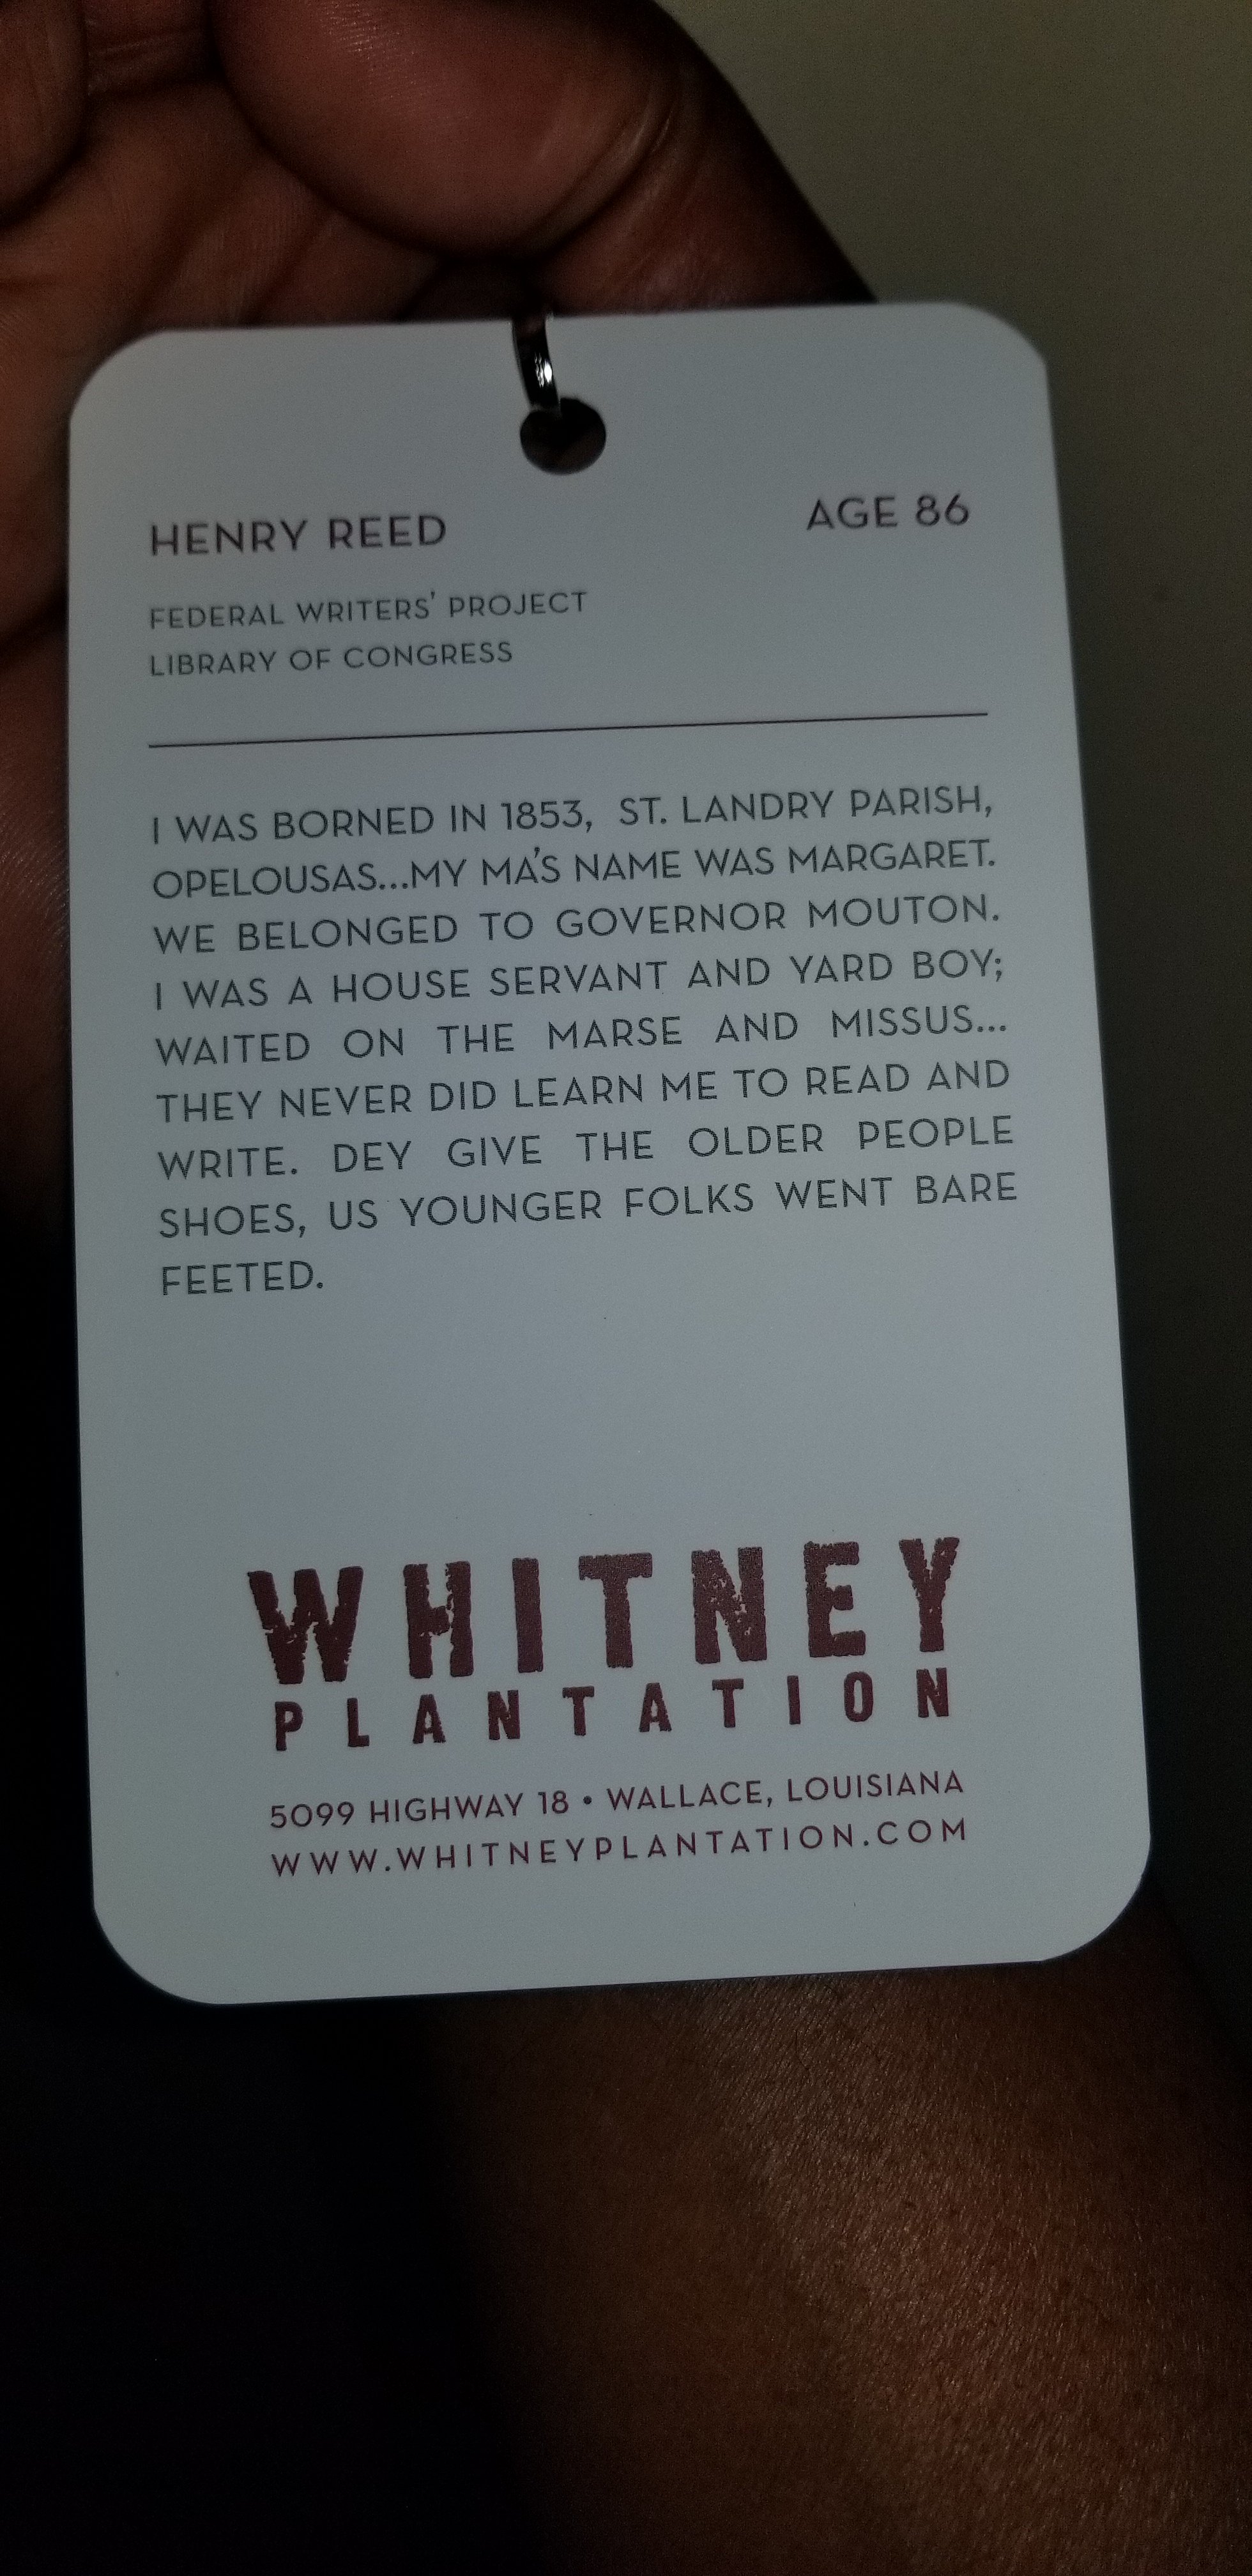 HENRY REED AGE 86
FEDERAL WRITERS' PROJECT
LIBRARY OF CONGRESS
I WAS BORNED IN 1853, ST. LANDRY PARISH,
OPELOUSAS...MY MA'S NAME WAS MARGARET.
WE BELONGED TO GOVERNOR MOUTON.
I WAS A HOUSE SERVANT AND YARD BOY;
WAITED ON THE MARSE AND MISSUS...
THEY NEVER DID LEARN ME TO READ AND
WRITE. DEY GIVE THE OLDER PEOPLE
SHOES, US YOUNGER FOLKS WENT BARE
FEETED.
WHITNEY
PLANTATION
5099 HIGHWAY 18 • WALLACE, LOUISIANA
WWW.WHITNEYPLANTATION.COM